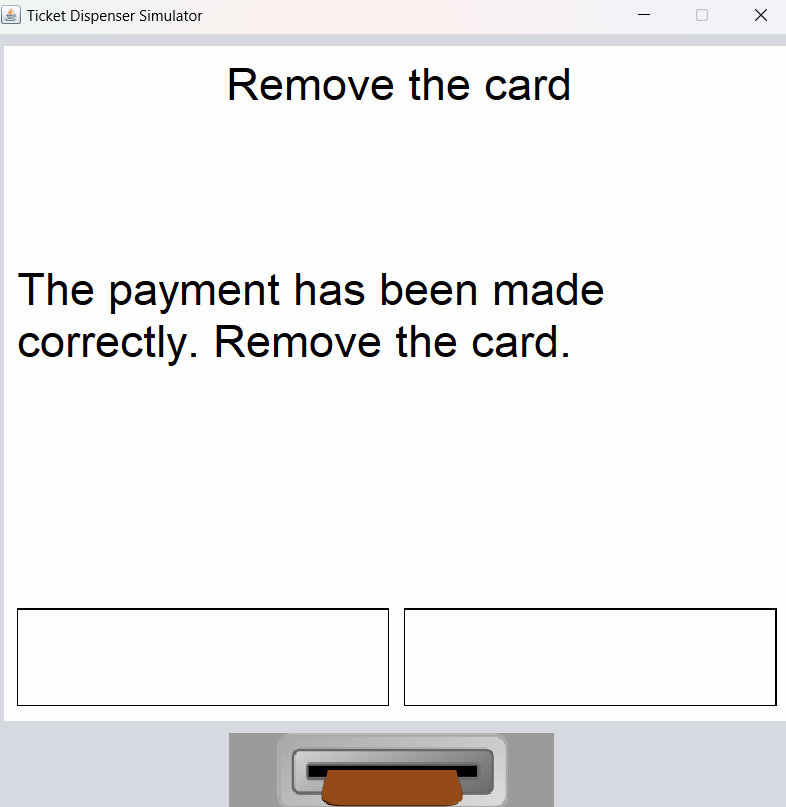 Ticket Dispenser Simulator
Remove the card
The payment has been made
correctly. Remove the card.